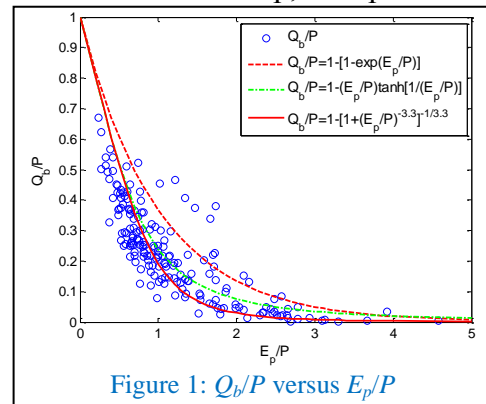 Q_b/P
Q_b/P=1-[1-exp(E_p/P)]
Q_b/P=1-(E_p/P)tanh[1/(E_p/P)]
Q_b/P=1-[1+(E_p/P)^-3.3]^-1/3.3
1
0.9
0.8
0.7
0.6
0.5
0.4
0.3
0.2
0.1
0
Q_b/P
0 1 2 3 4 5
E_p/P
Figure 1: Q_b/P versus E_p/P